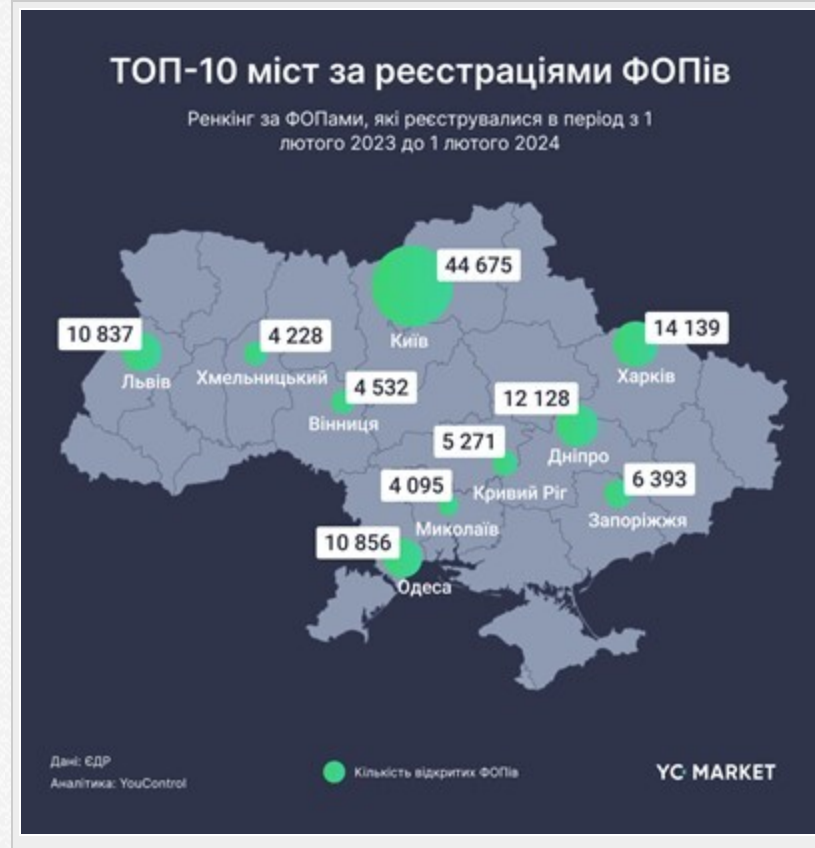 ТОП-10 міст за реєстраціями ФОПів
Ренкінг за ФОПами, які реєструвалися в період з 1
лютого 2023 до 1 лютого 2024
44 675
Київ
10 837
Львів
4 228
Хмельницький
14 139
Харків
4 532
Вінниця
12 128
Дніпро
5 271
Кривий Ріг
6 393
Запоріжжя
4 095
Миколаїв
10 856
Одеса
Дані: ЄДР
Аналітика: YouControl
Кількість відкритих ФОПів
YC MARKET